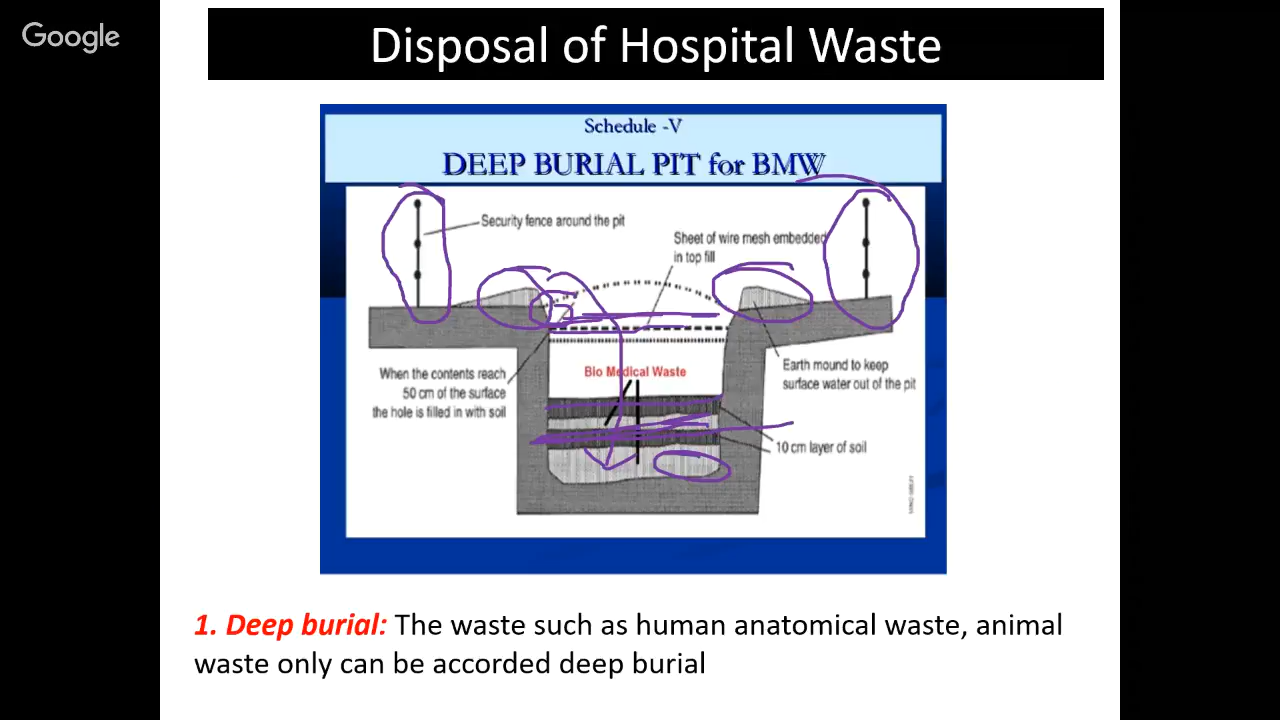 Google
Disposal of Hospital Waste
Schedule -V
DEEP BURIAL PIT for BMW
Security fence around the pit
Sheet of wire mesh embedded
in top fill
When the contents reach
50 cm of the surface
the hole is filled in with soil
Bio Medical Waste
Earth mound to keep
surface water out of the pit
10 cm layer of soil
1. Deep burial: The waste such as human anatomical waste, animal
waste only can be accorded deep burial